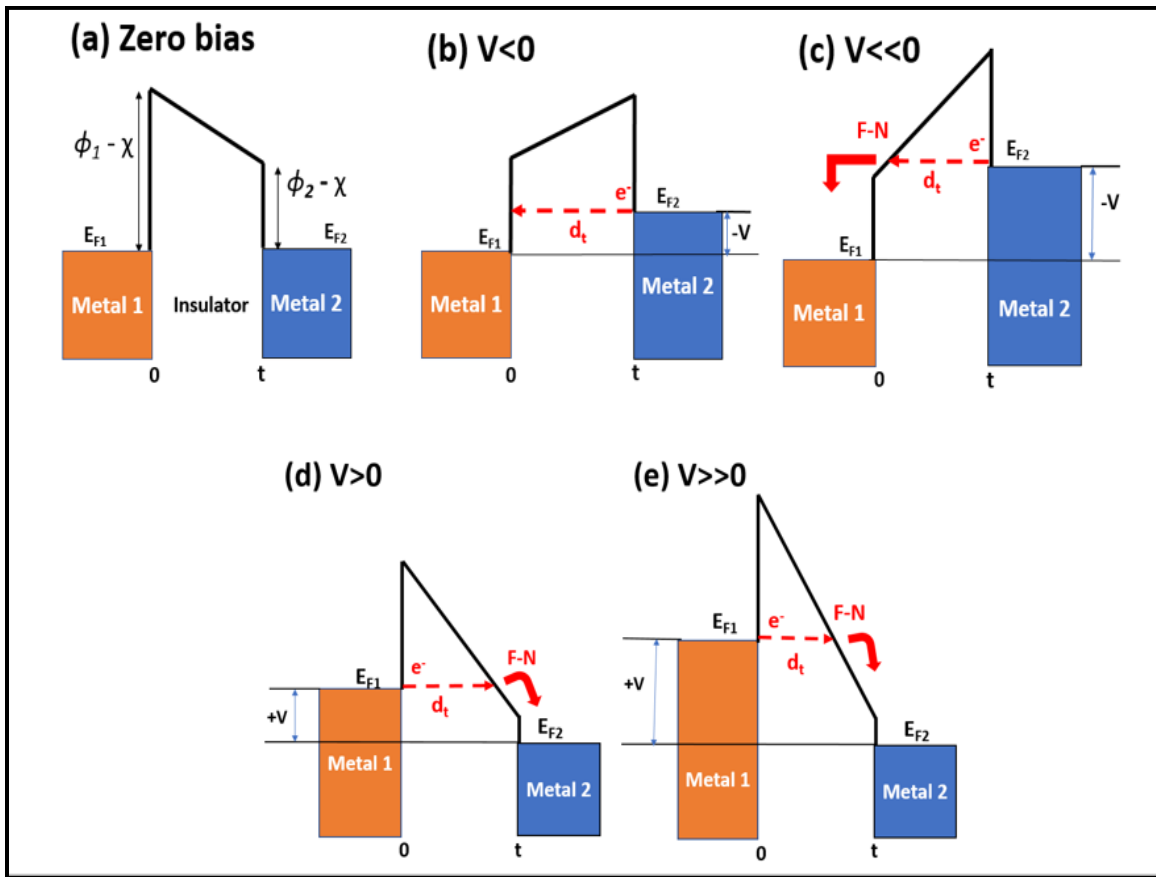 (a) Zero bias
ϕ1 - χ
ϕ2 - χ
EF1
EF2
Metal 1
Insulator
Metal 2
0
t
(b) V<0
e-
EF2
dt
EF1
-V
Metal 1
Metal 2
0
t
(c) V<<0
F-N
e-
EF2
dt
-V
EF1
Metal 1
Metal 2
0
t
(d) V>0
EF1
e-
F-N
dt
+V
EF2
Metal 1
Metal 2
0
t
(e) V>>0
EF1
e-
F-N
dt
+V
EF2
Metal 1
Metal 2
0
t